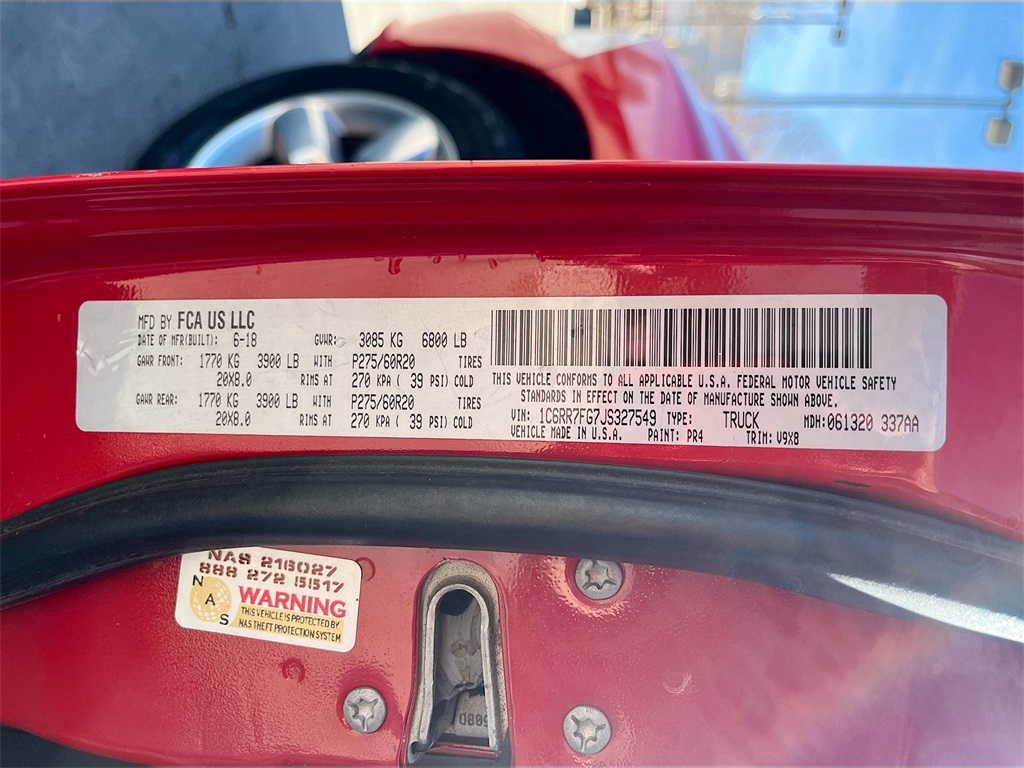 MFD BY FCA US LLC
DATE OF MFR(BUILT): 6-18 GVWR: 3085 KG 6800 LB
GAWR FRONT: 1770 KG 3900 LB WITH P275/60R20 TIRES
20X8.0 RIMS AT 270 KPA ( 39 PSI) COLD
GAWR REAR: 1770 KG 3900 LB WITH P275/60R20 TIRES
20X8.0 RIMS AT 270 KPA ( 39 PSI) COLD
THIS VEHICLE CONFORMS TO ALL APPLICABLE U.S.A. FEDERAL MOTOR VEHICLE SAFETY
STANDARDS IN EFFECT ON THE DATE OF MANUFACTURE SHOWN ABOVE.
VIN: 1C6RR7FG7JS327549 TYPE: TRUCK MDH:061320 337AA
VEHICLE MADE IN U.S.A. PAINT: PR4 TRIM: V9X8
NAS 216027
888 272 5517
N A S
WARNING
THIS VEHICLE IS PROTECTED BY
NAS THEFT PROTECTION SYSTEM